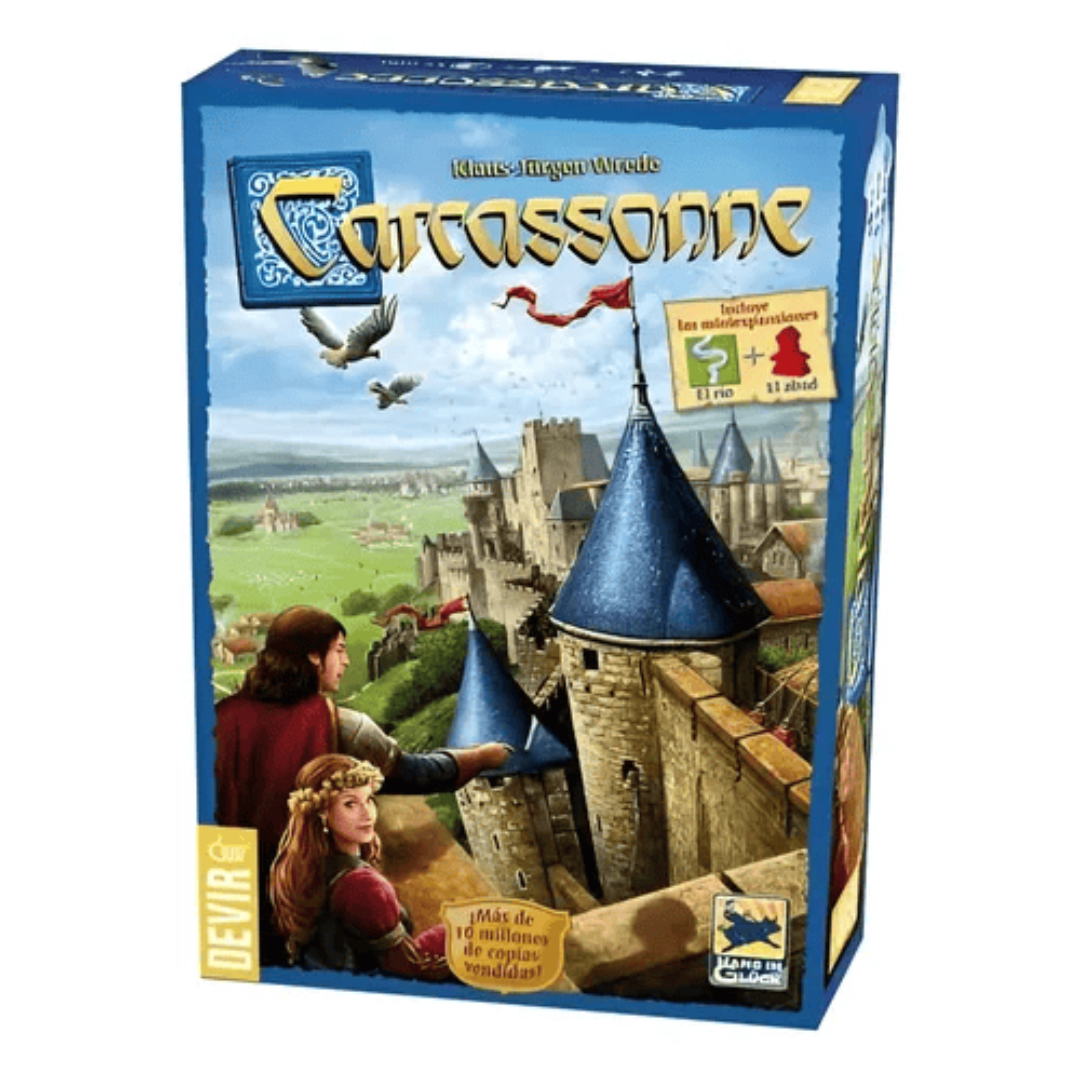 Klaus-Jürgen Wrede
Carcassonne
Incluye
las miniexpansiones
+
El río
El abad
DEVIR
DEVIR
¡Más de
10 millones
de copias
vendidas!
HANS IM
GLÜCK